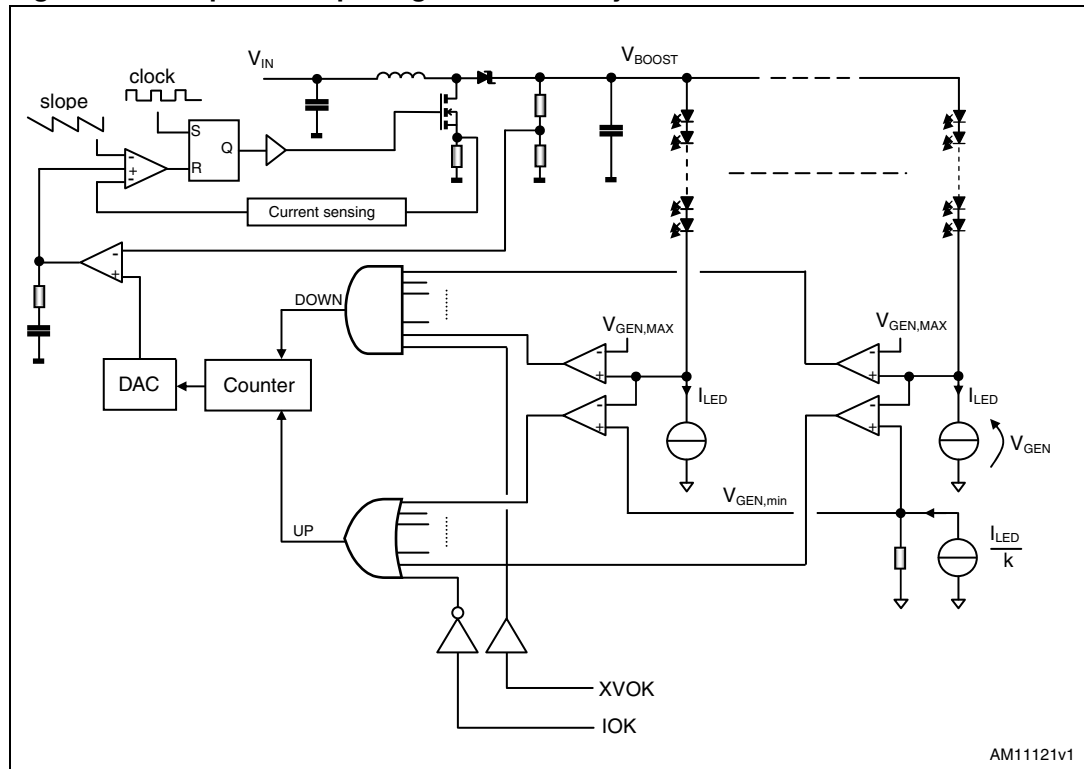 V_IN
V_BOOST
clock
slope
S
Q
R
-
+
-
Current sensing
-
+
DOWN
V_GEN,MAX
V_GEN,MAX
-
+
-
+
DAC
Counter
I_LED
I_LED
-
+
-
+
V_GEN
V_GEN,min
UP
I_LED
k
XVOK
IOK
AM11121v1